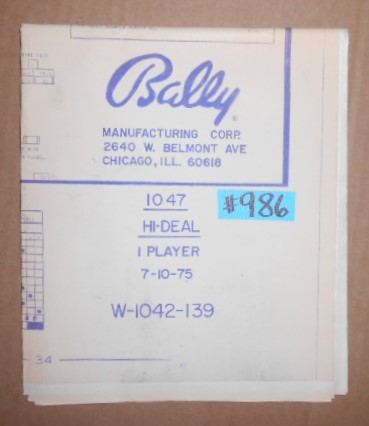 Bally
MANUFACTURING CORP.
2640 W. BELMONT AVE
CHICAGO, ILL. 60618
1047
#986
HI-DEAL
1 PLAYER
7-10-75
W-1042-139
34